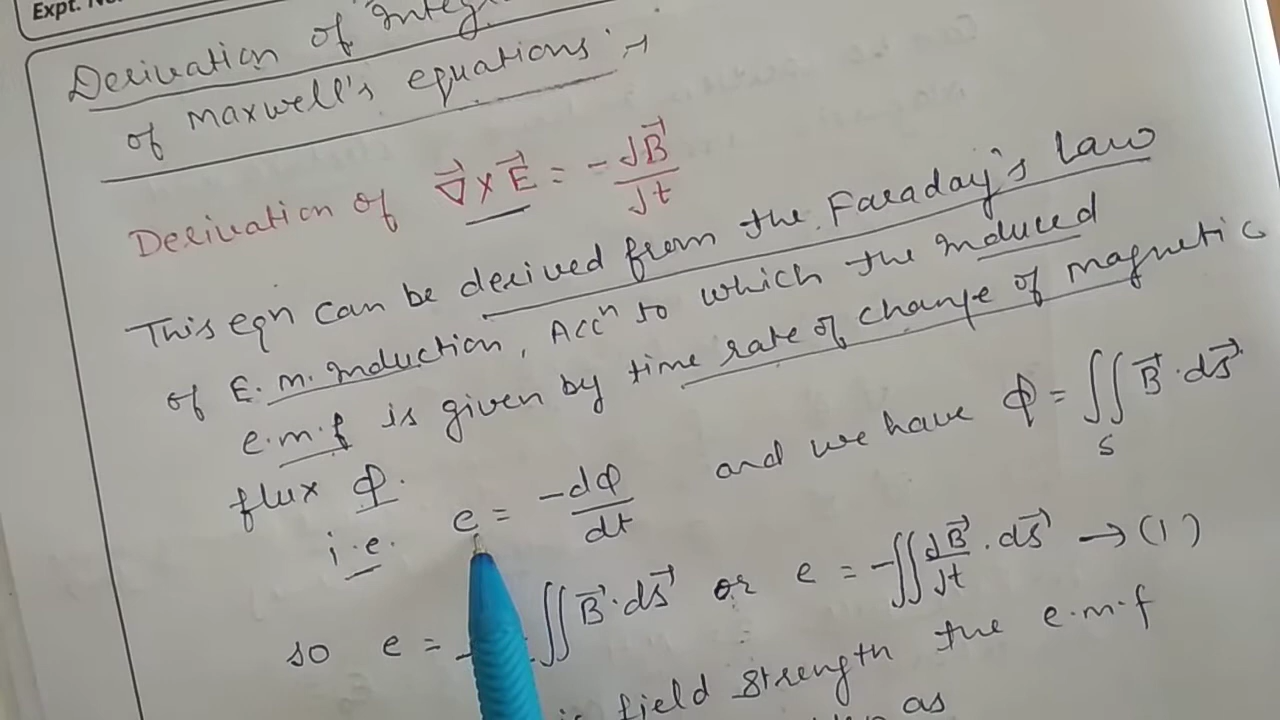 Expt. No.
Derivation of Integ
of Maxwell's equations :-
Derivation of ∇⃗ × E⃗ = -∂B⃗/∂t
This eqn can be derived from the Faraday's law
of E.M. Induction, Accⁿ to which the Induced
e.m.f is given by time rate of change of magnetic
flux Φ.
i.e. e = -dΦ/dt and we have Φ = ∬_S B⃗·ds⃗
so e = ∬ B⃗·ds⃗ or e = -∬ ∂B⃗/∂t · ds⃗ → (1)
field strength the e.m.f
as